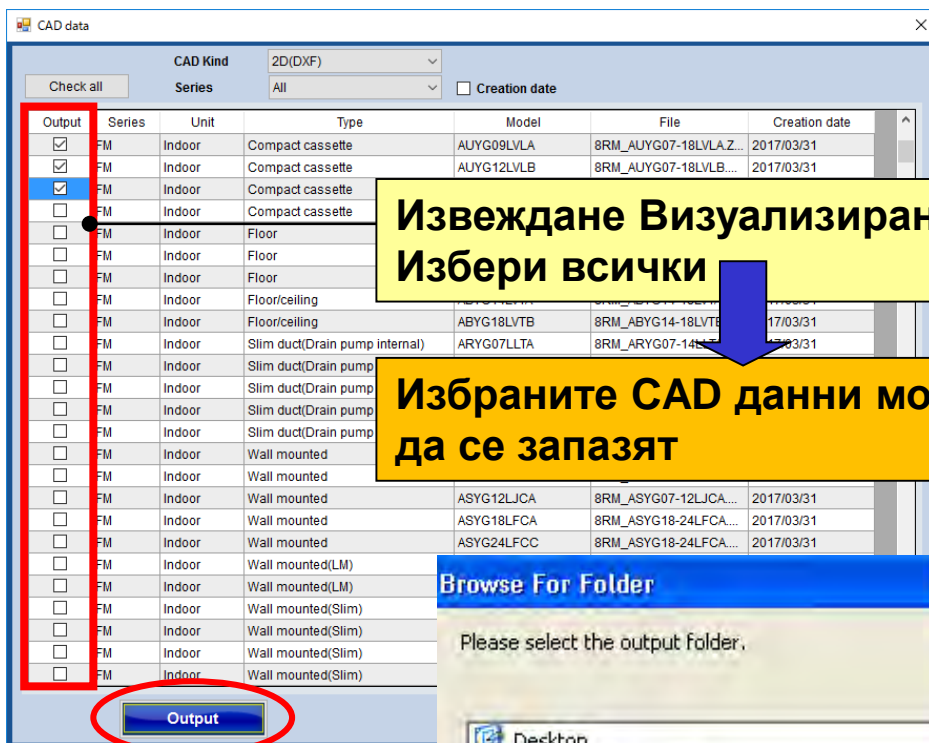 CAD data
CAD Kind 2D(DXF)
Check all Series All Creation date
Output Series Unit Type Model File Creation date
FM Indoor Compact cassette AUYG09LVLA 8RM_AUYG07-18LVLA.Z... 2017/03/31
FM Indoor Compact cassette AUYG12LVLB 8RM_AUYG07-18LVLB.... 2017/03/31
FM Indoor Compact cassette
FM Indoor Compact cassette
FM Indoor Floor
FM Indoor Floor
FM Indoor Floor
FM Indoor Floor/ceiling
FM Indoor Floor/ceiling ABYG18LVTB 8RM_ABYG14-18LVTB 17/03/31
FM Indoor Slim duct(Drain pump internal) ARYG07LLTA 8RM_ARYG07-14 /03/31
FM Indoor Slim duct(Drain pump
FM Indoor Slim duct(Drain pump
FM Indoor Slim duct(Drain pump
FM Indoor Slim duct(Drain pump
FM Indoor Wall mounted
FM Indoor Wall mounted
FM Indoor Wall mounted ASYG12LJCA 8RM_ASYG07-12LJCA.... 2017/03/31
FM Indoor Wall mounted ASYG18LFCA 8RM_ASYG18-24LFCA.... 2017/03/31
FM Indoor Wall mounted ASYG24LFCC 8RM_ASYG18-24LFCA.... 2017/03/31
FM Indoor Wall mounted(LM)
FM Indoor Wall mounted(LM)
FM Indoor Wall mounted(Slim)
FM Indoor Wall mounted(Slim)
FM Indoor Wall mounted(Slim)
FM Indoor Wall mounted(Slim)
Output
Извеждане Визуализиран
Избери всички
Избраните CAD данни мо
да се запазят
Browse For Folder
Please select the output folder.
Desktop